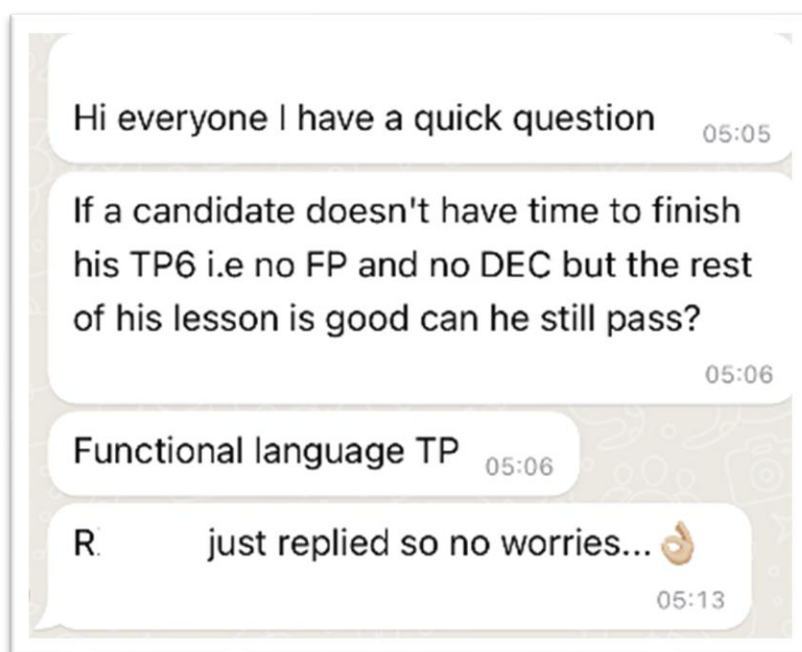 Hi everyone I have a quick question 05:05
If a candidate doesn't have time to finish
his TP6 i.e no FP and no DEC but the rest
of his lesson is good can he still pass?
05:06
Functional language TP 05:06
R. just replied so no worries...👌🏼
05:13